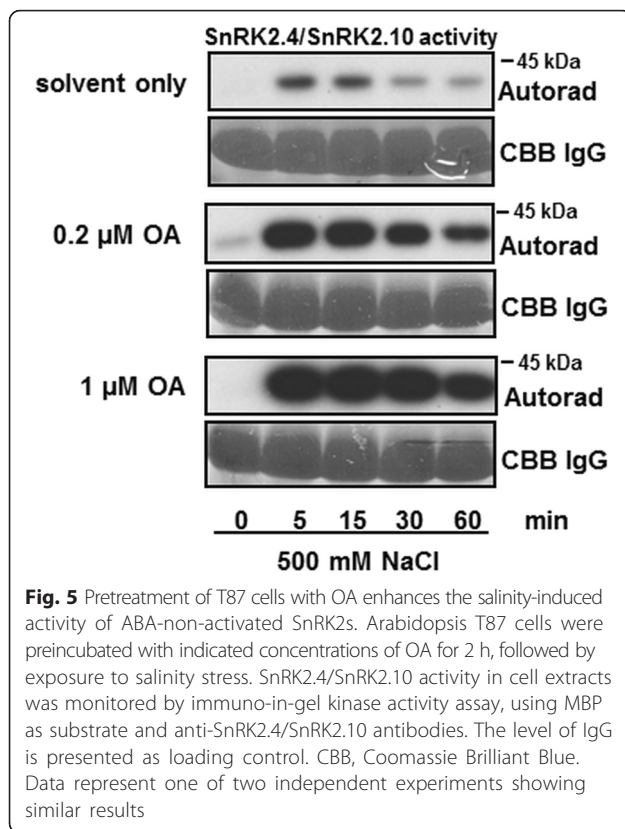 SnRK2.4/SnRK2.10 activity
solvent only
– 45 kDa
Autorad
CBB IgG
0.2 µM OA
– 45 kDa
Autorad
CBB IgG
1 µM OA
– 45 kDa
Autorad
CBB IgG
0 5 15 30 60 min
500 mM NaCl
Fig. 5 Pretreatment of T87 cells with OA enhances the salinity-induced
activity of ABA-non-activated SnRK2s. Arabidopsis T87 cells were
preincubated with indicated concentrations of OA for 2 h, followed by
exposure to salinity stress. SnRK2.4/SnRK2.10 activity in cell extracts
was monitored by immuno-in-gel kinase activity assay, using MBP
as substrate and anti-SnRK2.4/SnRK2.10 antibodies. The level of IgG
is presented as loading control. CBB, Coomassie Brilliant Blue.
Data represent one of two independent experiments showing
similar results